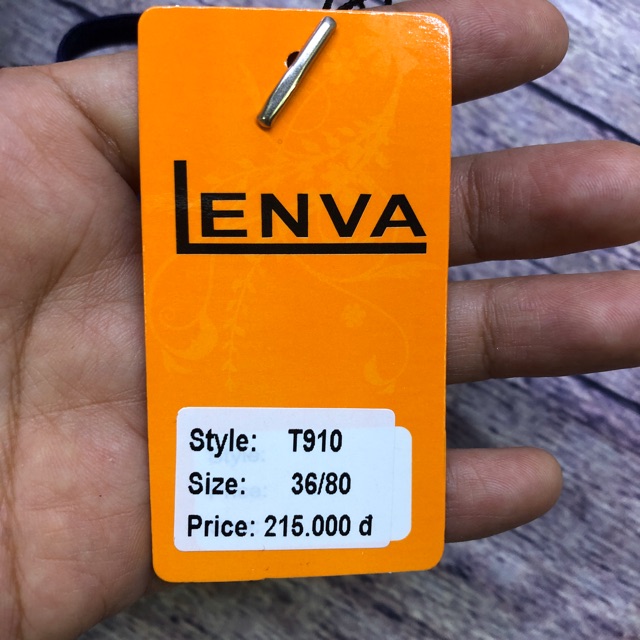 LENVA
Style: T910
Size: 36/80
Price: 215.000 đ